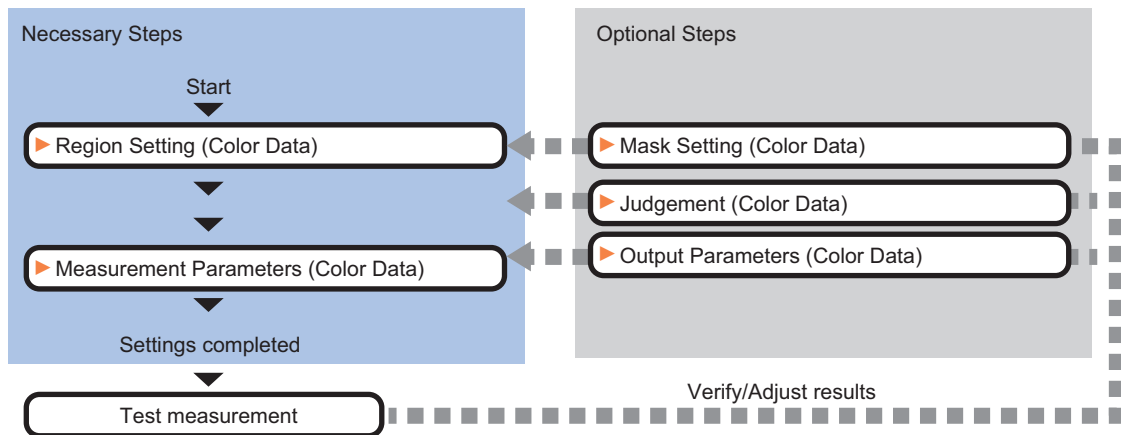 Necessary Steps
Start
Region Setting (Color Data)
Measurement Parameters (Color Data)
Settings completed
Test measurement
Optional Steps
Mask Setting (Color Data)
Judgement (Color Data)
Output Parameters (Color Data)
Verify/Adjust results